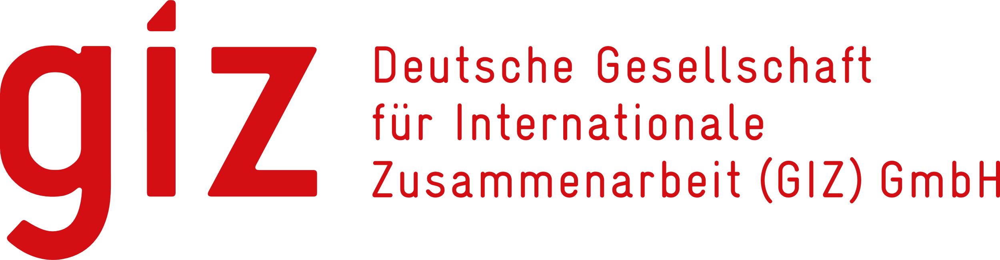 giz
Deutsche Gesellschaft
für Internationale
Zusammenarbeit (GIZ) GmbH